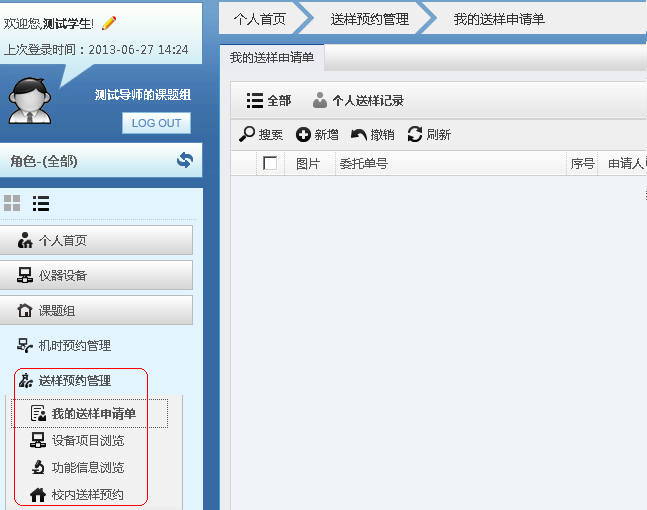 欢迎您,测试学生!
上次登录时间：2013-06-27 14:24
测试导师的课题组
LOG OUT
角色-(全部)
个人首页
仪器设备
课题组
机时预约管理
送样预约管理
我的送样申请单
设备项目浏览
功能信息浏览
校内送样预约
个人首页 送样预约管理 我的送样申请单
我的送样申请单
全部 个人送样记录
搜索 新增 撤销 刷新
图片 委托单号 序号 申请人